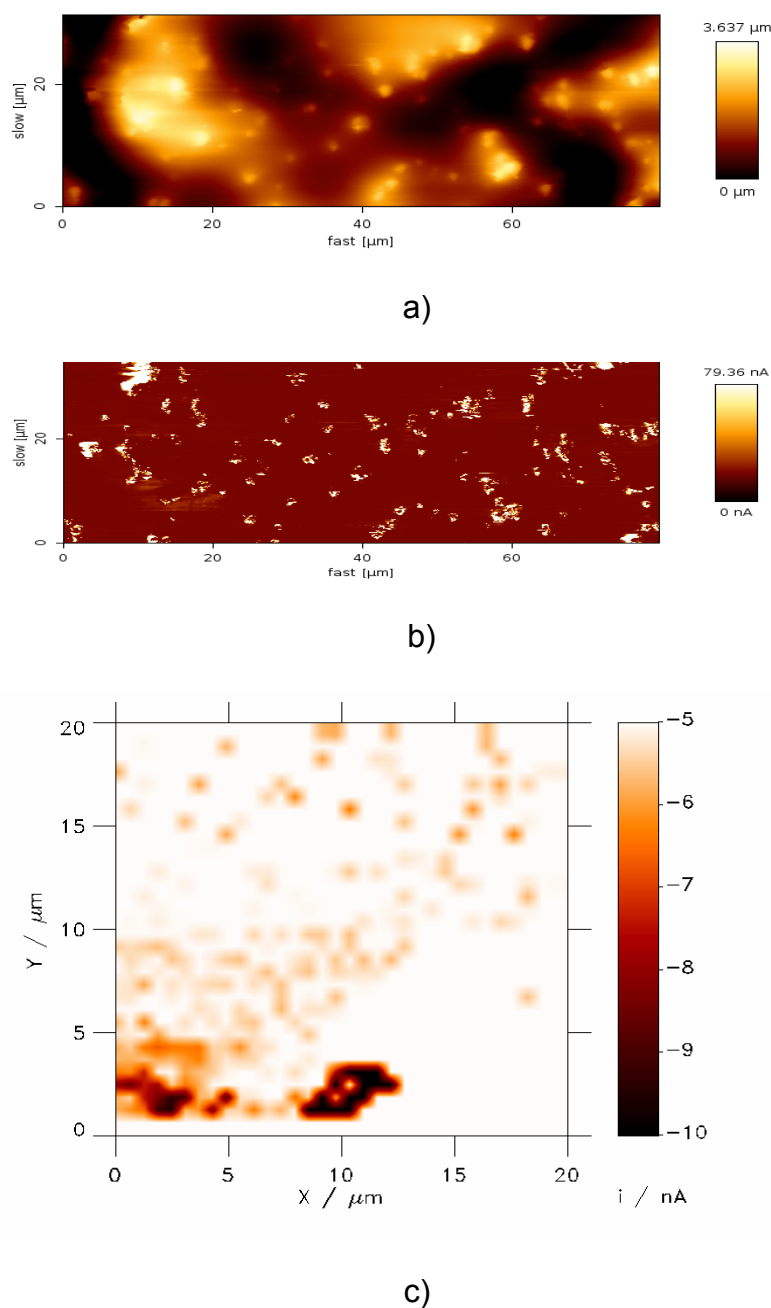 3.637 µm
slow [µm]
20
0
0 µm
0 20 40 60
fast [µm]
a)
79.36 nA
slow [µm]
20
0
0 nA
0 20 40 60
fast [µm]
b)
20
15
10
5
0
Y / µm
0 5 10 15 20
X / µm
-5
-6
-7
-8
-9
-10
i / nA
c)